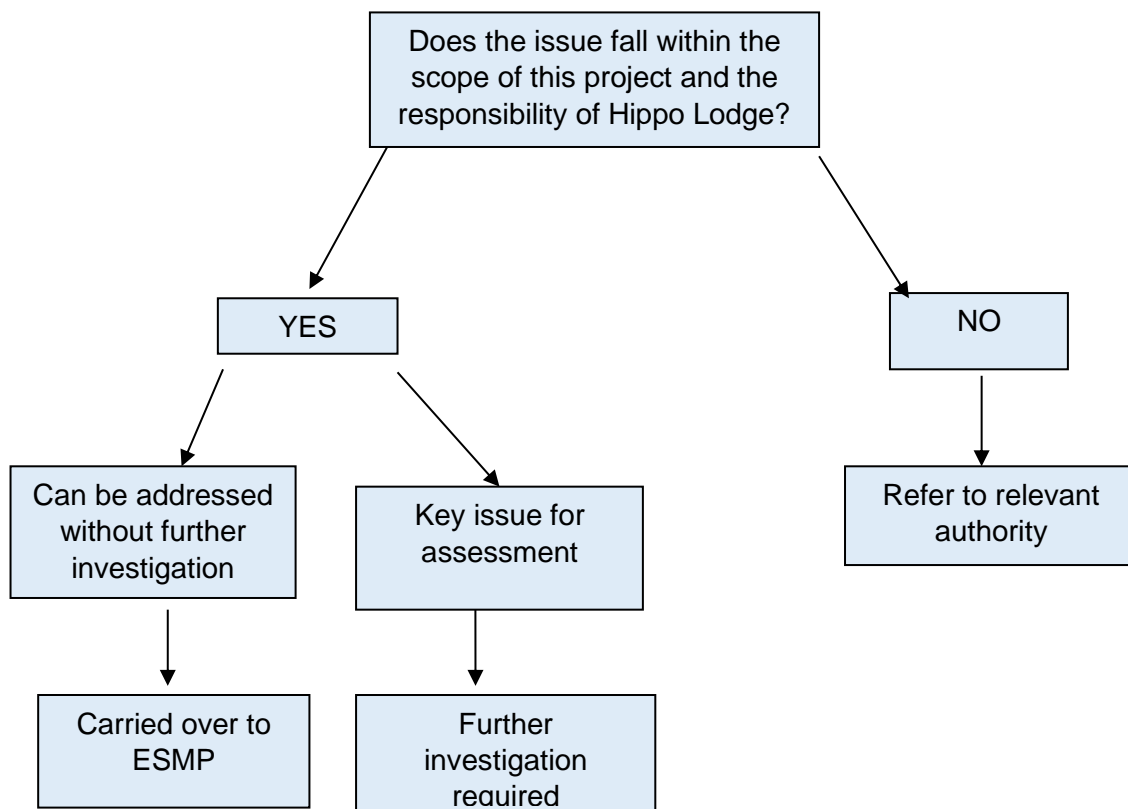 Does the issue fall within the
scope of this project and the
responsibility of Hippo Lodge?
YES
NO
Can be addressed
without further
investigation
Key issue for
assessment
Refer to relevant
authority
Carried over to
ESMP
Further
investigation
required